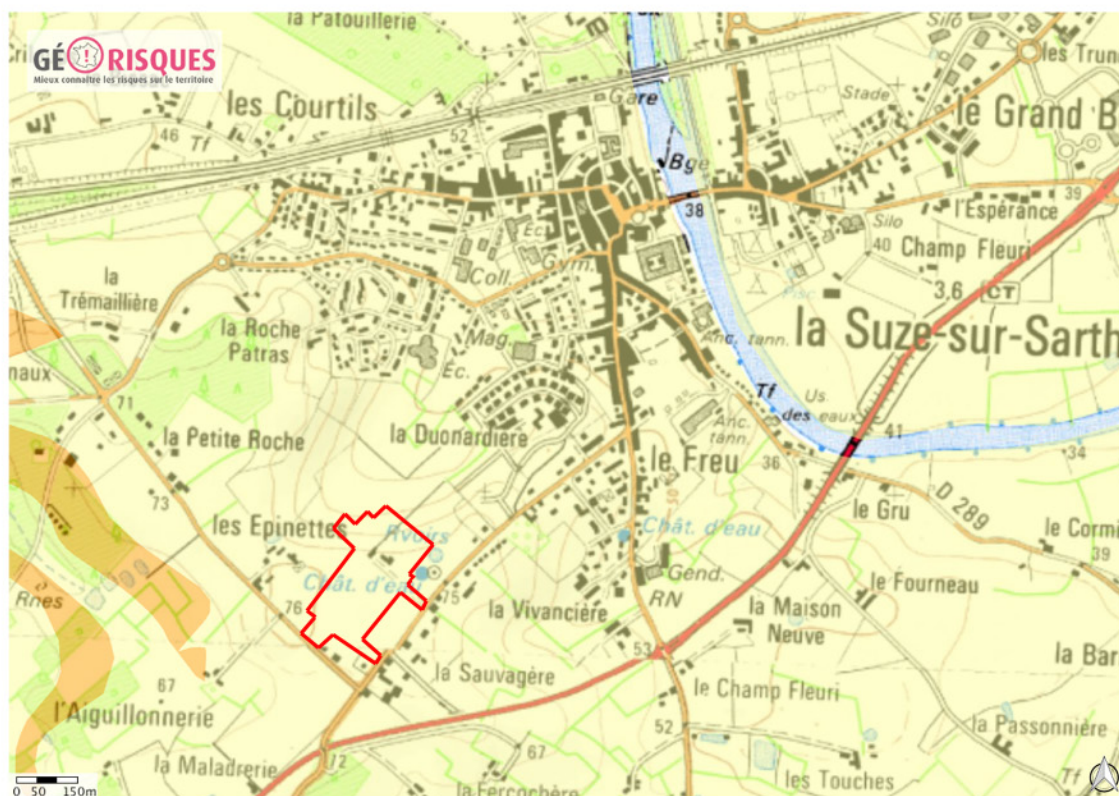 la Patouillerie
Silo
les Trun
GÉORISQUES
Mieux connaître les risques sur le territoire
les Courtils
46
Tf
52
Gare
Stade
le Grand B
Bge
38
39
l'Espérance
Silo
40
Champ Fleuri
Éc.
Gym.
Coll.
Pisc.
3,6
CT
la
Trémaillière
la Roche
Patras
Mag.
Éc.
Anc. tann.
la Suze-sur-Sarth
naux
71
Tf
Us.
des eaux
41
la Petite Roche
la Duonardière
Anc.
tann.
le Freu
36
34
73
D 289
les Epinettes
Rvoirs
Chât. d'eau
le Gru
le Cormi
39
Chât. d'eau
Gend.
le Fourneau
Rnes
76
75
la Vivancière
RN
la Maison
Neuve
53
la Bar
67
la Sauvagère
le Champ Fleuri
l'Aiguillonnerie
52
la Passonnière
72
67
la Maladrerie
la Fercochère
les Touches
Tf
0 50 150m